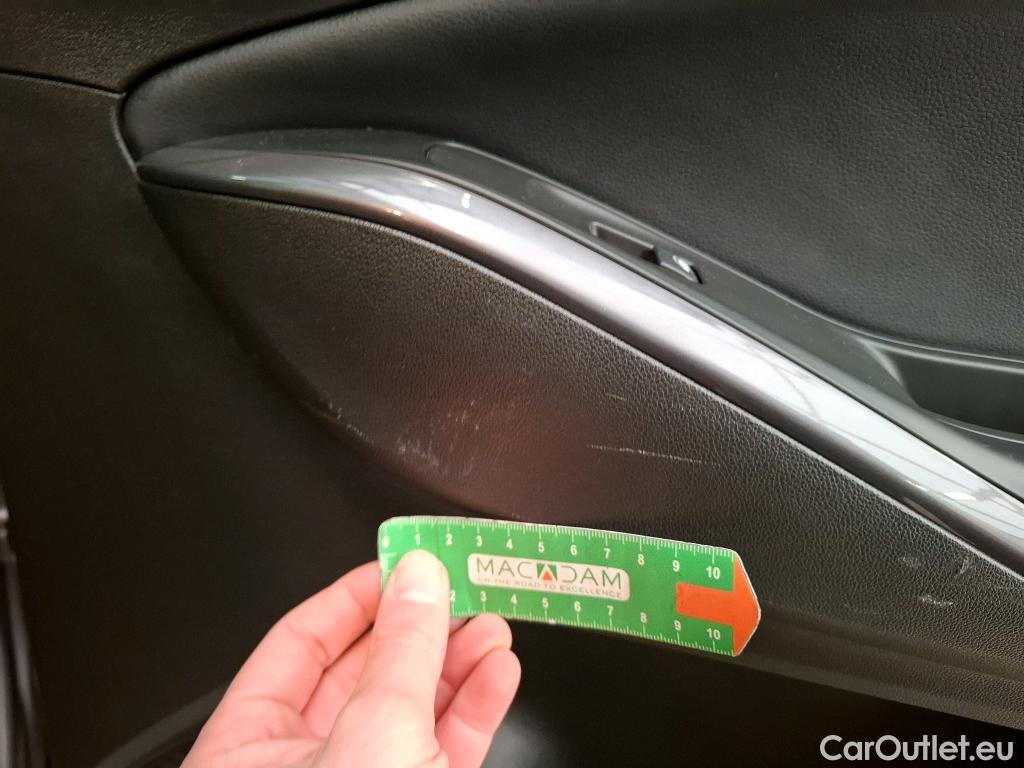 0 1 2 3 4 5 6 7 8 9 10
MACADAM
ON THE ROAD TO EXCELLENCE
2 3 4 5 6 7 8 9 10
CarOutlet.eu